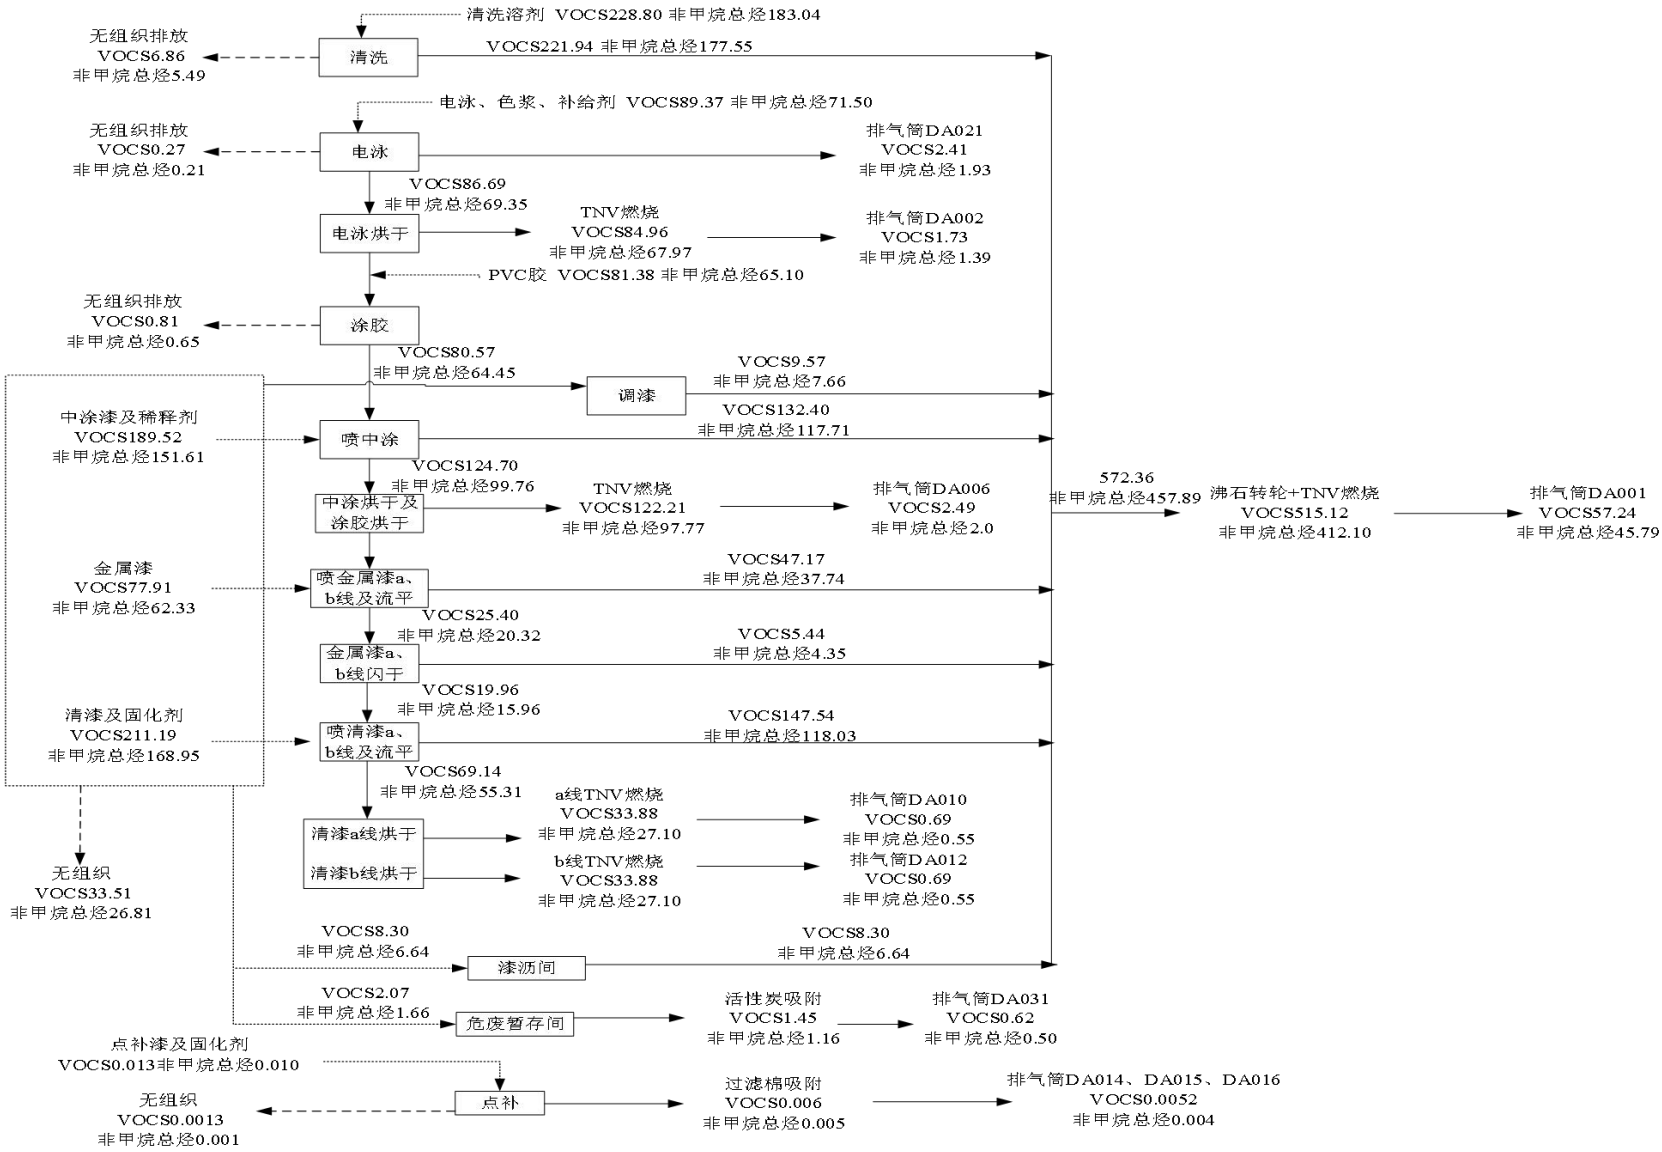 清洗溶剂 VOCS228.80 非甲烷总烃183.04
无组织排放
VOCS6.86
非甲烷总烃5.49
清洗
VOCS221.94 非甲烷总烃177.55
电泳、色浆、补给剂 VOCS89.37 非甲烷总烃71.50
无组织排放
VOCS0.27
非甲烷总烃0.21
电泳
排气筒DA021
VOCS2.41
非甲烷总烃1.93
VOCS86.69
非甲烷总烃69.35
电泳烘干
TNV燃烧
VOCS84.96
非甲烷总烃67.97
排气筒DA002
VOCS1.73
非甲烷总烃1.39
PVC胶 VOCS81.38 非甲烷总烃65.10
无组织排放
VOCS0.81
非甲烷总烃0.65
涂胶
VOCS80.57
非甲烷总烃64.45
调漆
VOCS9.57
非甲烷总烃7.66
中涂漆及稀释剂
VOCS189.52
非甲烷总烃151.61
喷中涂
VOCS132.40
非甲烷总烃117.71
VOCS124.70
非甲烷总烃99.76
中涂烘干及
涂胶烘干
TNV燃烧
VOCS122.21
非甲烷总烃97.77
排气筒DA006
VOCS2.49
非甲烷总烃2.0
572.36
非甲烷总烃457.89
沸石转轮+TNV燃烧
VOCS515.12
非甲烷总烃412.10
排气筒DA001
VOCS57.24
非甲烷总烃45.79
金属漆
VOCS77.91
非甲烷总烃62.33
喷金属漆a、
b线及流平
VOCS47.17
非甲烷总烃37.74
VOCS25.40
非甲烷总烃20.32
金属漆a、
b线闪干
VOCS5.44
非甲烷总烃4.35
VOCS19.96
非甲烷总烃15.96
清漆及固化剂
VOCS211.19
非甲烷总烃168.95
喷清漆a、
b线及流平
VOCS147.54
非甲烷总烃118.03
VOCS69.14
非甲烷总烃55.31
清漆a线烘干
清漆b线烘干
a线TNV燃烧
VOCS33.88
非甲烷总烃27.10
排气筒DA010
VOCS0.69
非甲烷总烃0.55
b线TNV燃烧
VOCS33.88
非甲烷总烃27.10
排气筒DA012
VOCS0.69
非甲烷总烃0.55
无组织
VOCS33.51
非甲烷总烃26.81
VOCS8.30
非甲烷总烃6.64
漆沥间
VOCS8.30
非甲烷总烃6.64
VOCS2.07
非甲烷总烃1.66
危废暂存间
活性炭吸附
VOCS1.45
非甲烷总烃1.16
排气筒DA031
VOCS0.62
非甲烷总烃0.50
点补漆及固化剂
VOCS0.013非甲烷总烃0.010
点补
无组织
VOCS0.0013
非甲烷总烃0.001
过滤棉吸附
VOCS0.006
非甲烷总烃0.005
排气筒DA014、DA015、DA016
VOCS0.0052
非甲烷总烃0.004